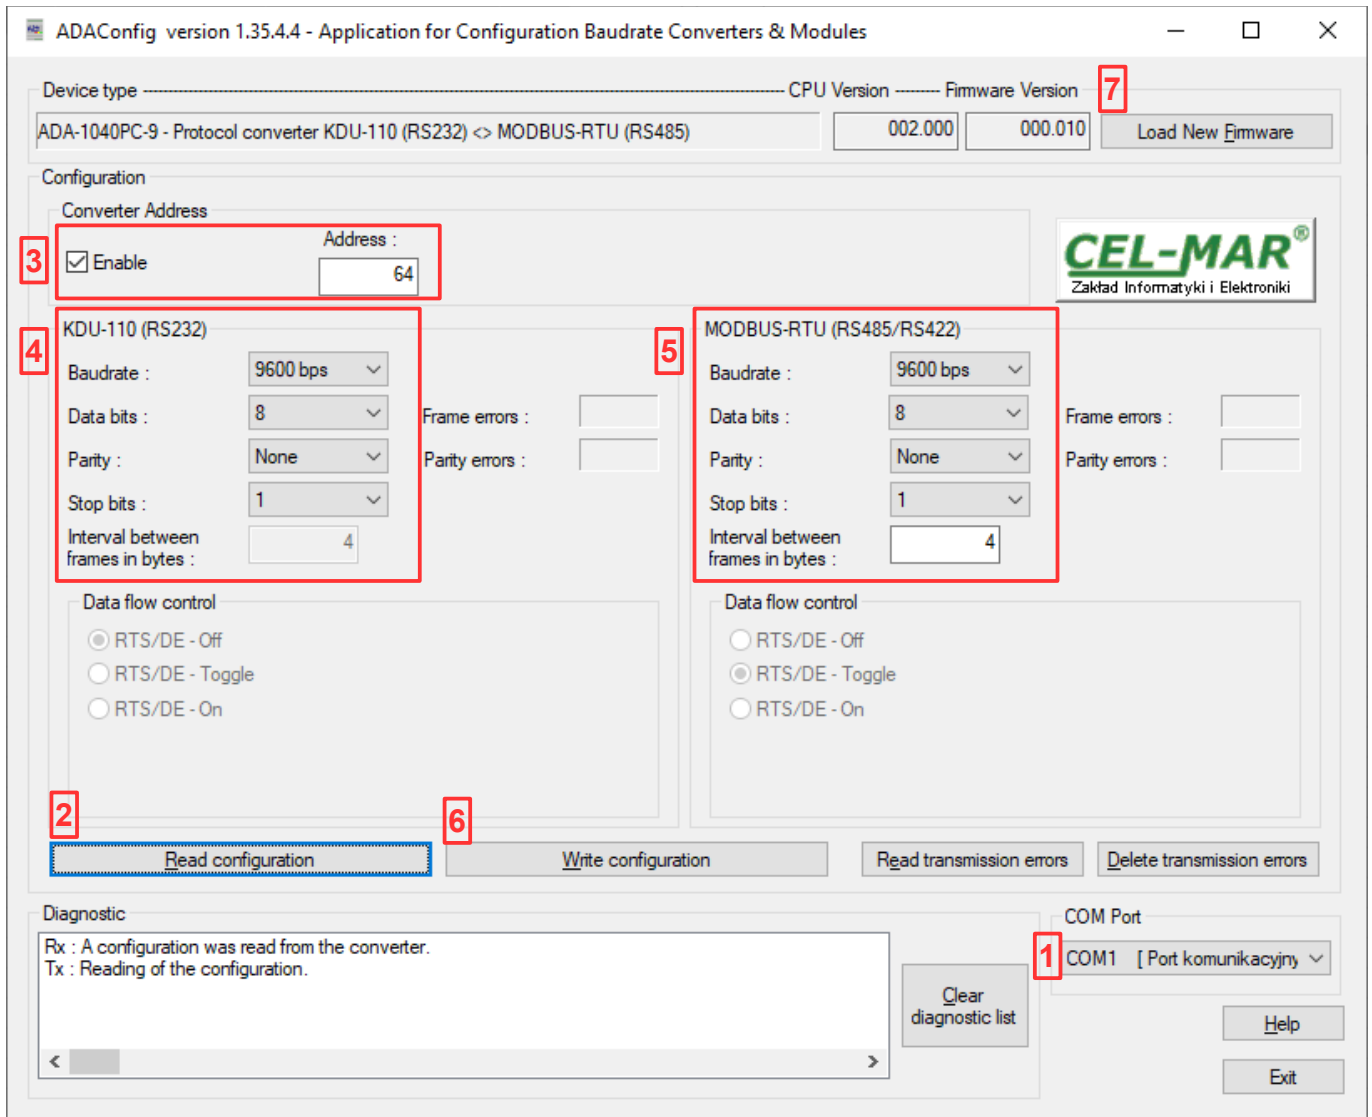 ADAConfig version 1.35.4.4 - Application for Configuration Baudrate Converters & Modules
Device type CPU Version Firmware Version 7
ADA-1040PC-9 - Protocol converter KDU-110 (RS232) <> MODBUS-RTU (RS485) 002.000 000.010 Load New Firmware
Configuration
Converter Address
3 Enable Address :
64
CEL-MAR®
Zakład Informatyki i Elektroniki
4 KDU-110 (RS232)
Baudrate : 9600 bps
Data bits : 8 Frame errors :
Parity : None Parity errors :
Stop bits : 1
Interval between
frames in bytes : 4
Data flow control
RTS/DE - Off
RTS/DE - Toggle
RTS/DE - On
5 MODBUS-RTU (RS485/RS422)
Baudrate : 9600 bps
Data bits : 8 Frame errors :
Parity : None Parity errors :
Stop bits : 1
Interval between
frames in bytes : 4
Data flow control
RTS/DE - Off
RTS/DE - Toggle
RTS/DE - On
2 Read configuration 6 Write configuration Read transmission errors Delete transmission errors
Diagnostic
Rx : A configuration was read from the converter.
Tx : Reading of the configuration.
Clear
diagnostic list
COM Port
1 COM1 [ Port komunikacyjny
Help
Exit